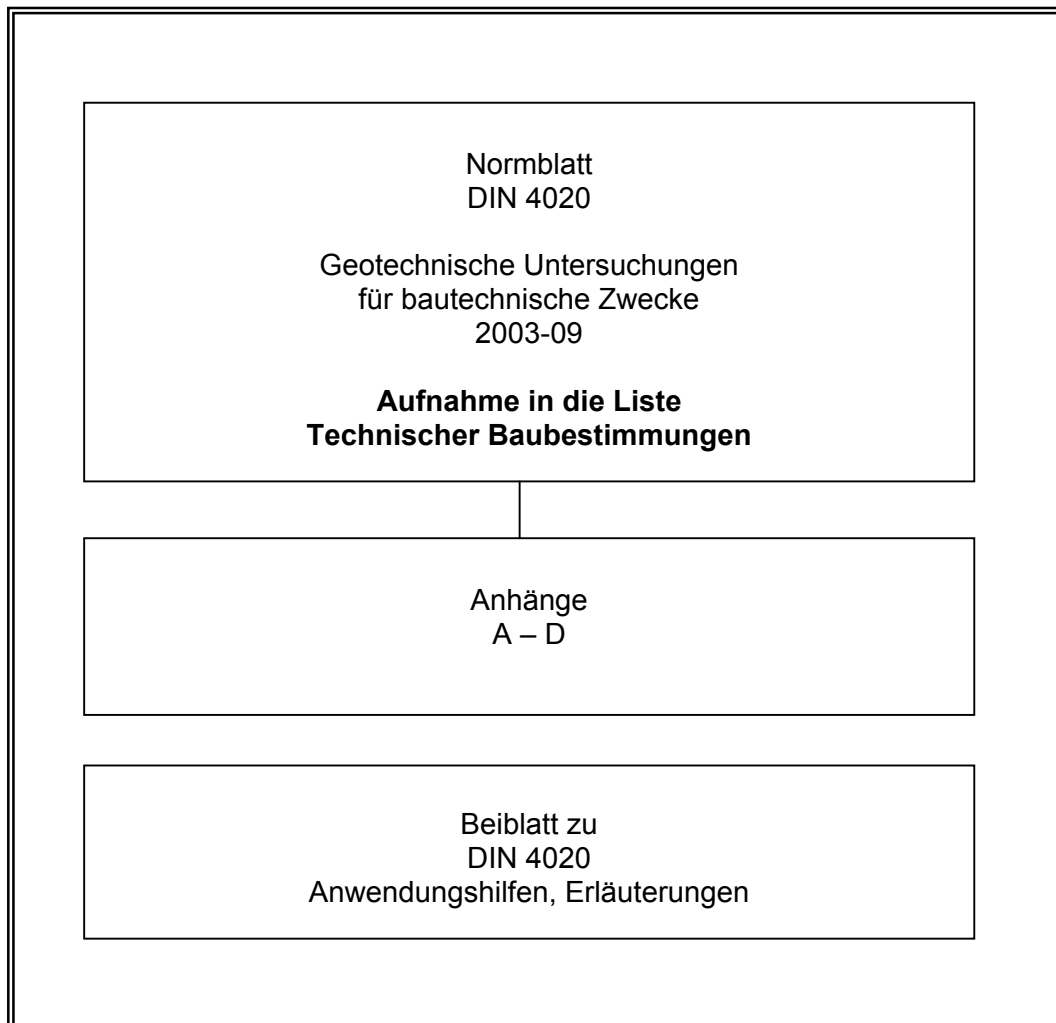 Normblatt
DIN 4020
Geotechnische Untersuchungen
für bautechnische Zwecke
2003-09
Aufnahme in die Liste
Technischer Baubestimmungen
Anhänge
A – D
Beiblatt zu
DIN 4020
Anwendungshilfen, Erläuterungen